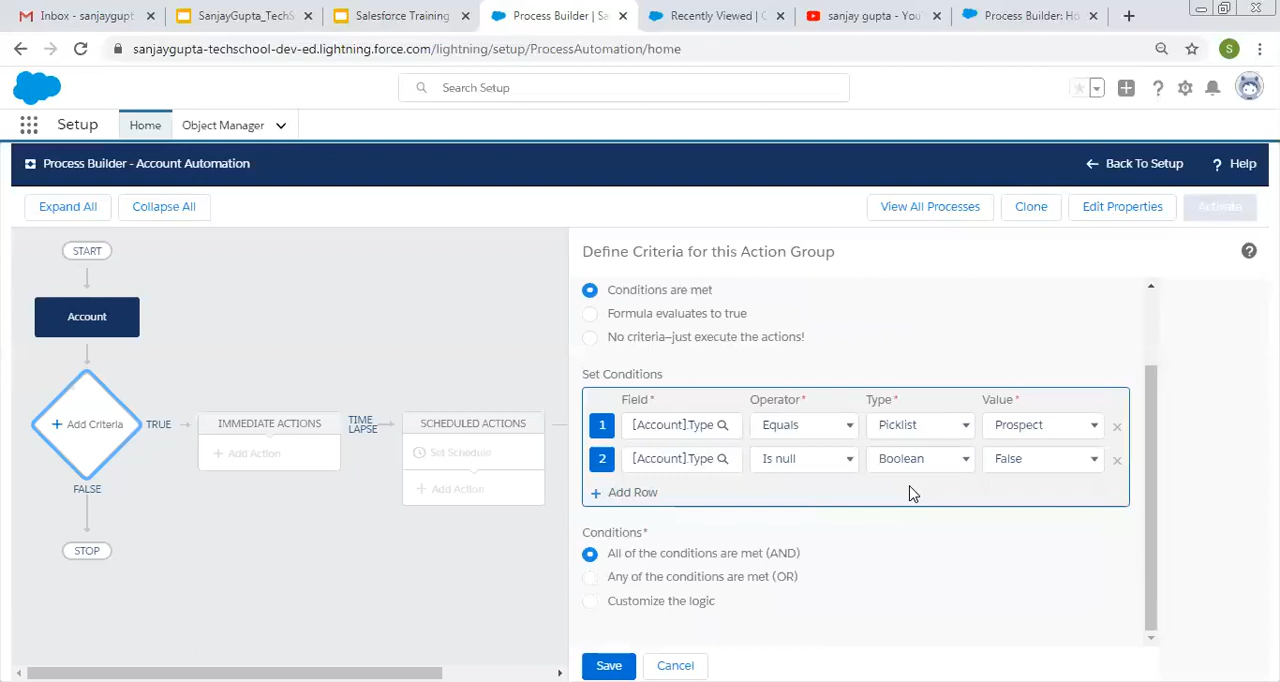 Inbox - sanjaygupt
SanjayGupta_TechS
Salesforce Training
Process Builder | Sa
Recently Viewed | C
sanjay gupta - You
Process Builder: Ho
sanjaygupta-techschool-dev-ed.lightning.force.com/lightning/setup/ProcessAutomation/home
S
Search Setup
Setup
Home
Object Manager
Process Builder - Account Automation
Back To Setup
? Help
Expand All
Collapse All
View All Processes
Clone
Edit Properties
Activate
START
Account
+ Add Criteria
TRUE
FALSE
STOP
IMMEDIATE ACTIONS
+ Add Action
TIME LAPSE
SCHEDULED ACTIONS
Set Schedule
+ Add Action
Define Criteria for this Action Group
Conditions are met
Formula evaluates to true
No criteria—just execute the actions!
Set Conditions
Field* Operator* Type* Value*
1 [Account].Type Equals Picklist Prospect
2 [Account].Type Is null Boolean False
+ Add Row
Conditions*
All of the conditions are met (AND)
Any of the conditions are met (OR)
Customize the logic
Save
Cancel